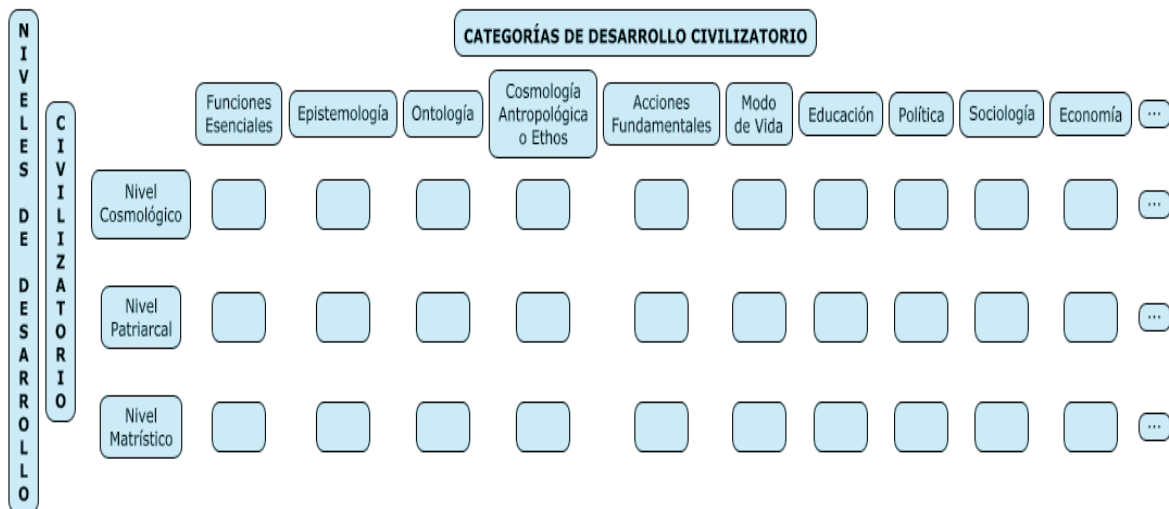 NIVELES DE DESARROLLO
CIVILIZATORIO
CATEGORÍAS DE DESARROLLO CIVILIZATORIO
Funciones
Esenciales
Epistemología
Ontología
Cosmología
Antropológica
o Ethos
Acciones
Fundamentales
Modo
de Vida
Educación
Política
Sociología
Economía
...
Nivel
Cosmológico
...
Nivel
Patriarcal
...
Nivel
Matrístico
...